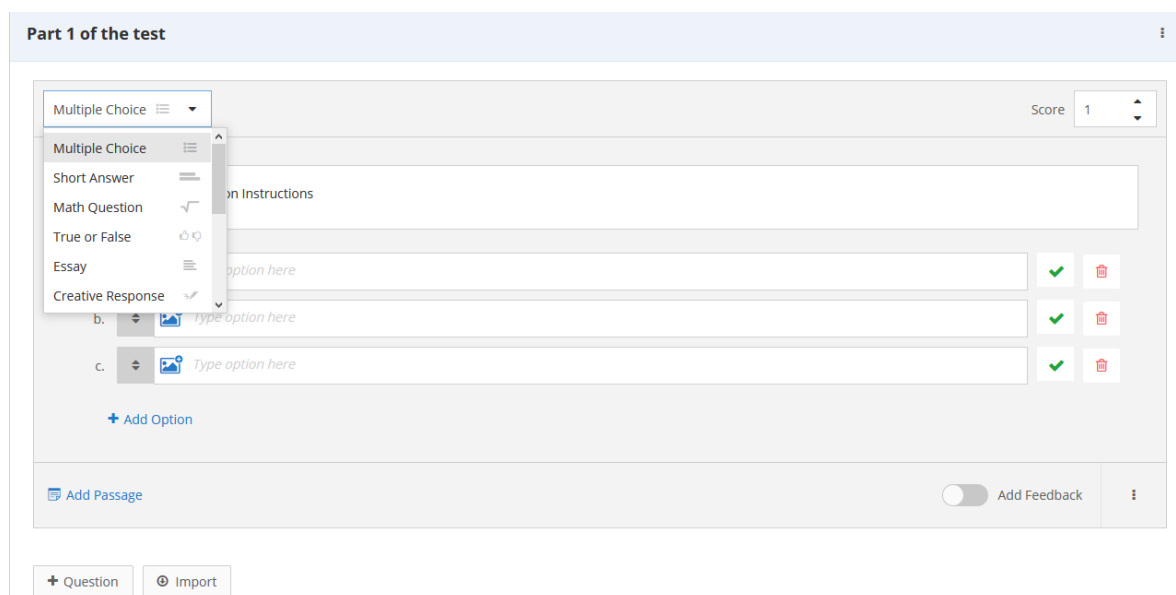 Part 1 of the test
Multiple Choice
Score 1
Multiple Choice
Short Answer
Math Question
True or False
Essay
Creative Response
Instructions
option here
b. Type option here
c. Type option here
Add Option
Add Passage
Add Feedback
Question Import